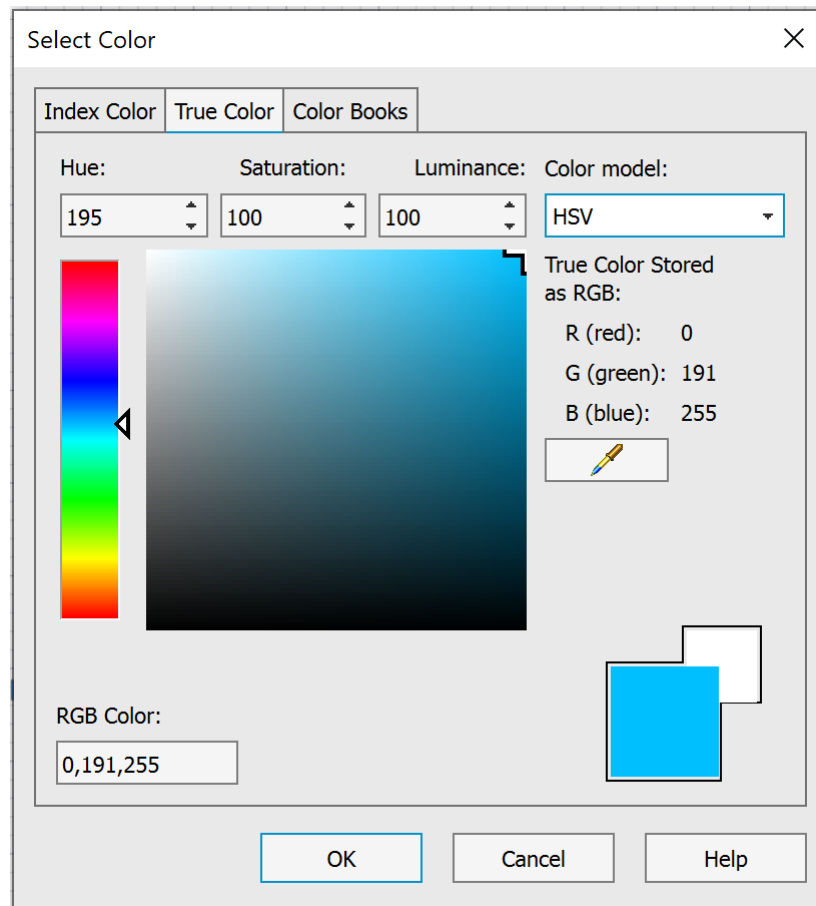 Select Color
Index Color True Color Color Books
Hue: Saturation: Luminance: Color model:
195 100 100 HSV
True Color Stored
as RGB:
R (red): 0
G (green): 191
B (blue): 255
RGB Color:
0,191,255
OK Cancel Help